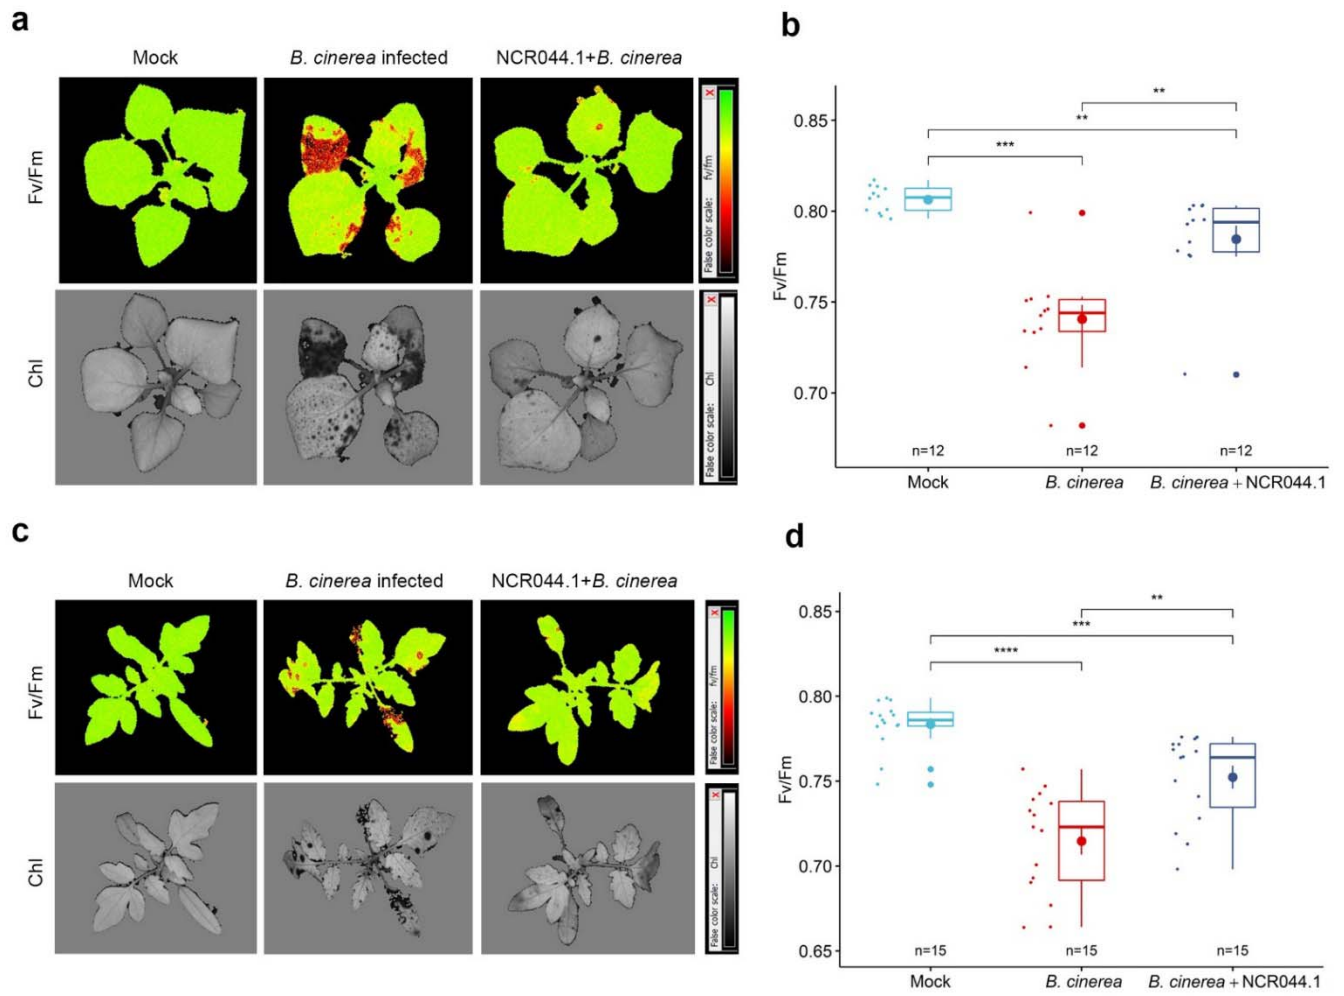 a
Mock
B. cinerea infected
NCR044.1+B. cinerea
Fv/Fm
False color scale: fv/fm X
Chl
False color scale: Chl X
b
**
**
***
0.85
0.80
0.75
0.70
Fv/Fm
n=12
n=12
n=12
Mock
B. cinerea
B. cinerea + NCR044.1
c
Mock
B. cinerea infected
NCR044.1+B. cinerea
Fv/Fm
False color scale: fv/fm X
Chl
False color scale: Chl X
d
**
***
****
0.85
0.80
0.75
0.70
0.65
Fv/Fm
n=15
n=15
n=15
Mock
B. cinerea
B. cinerea + NCR044.1